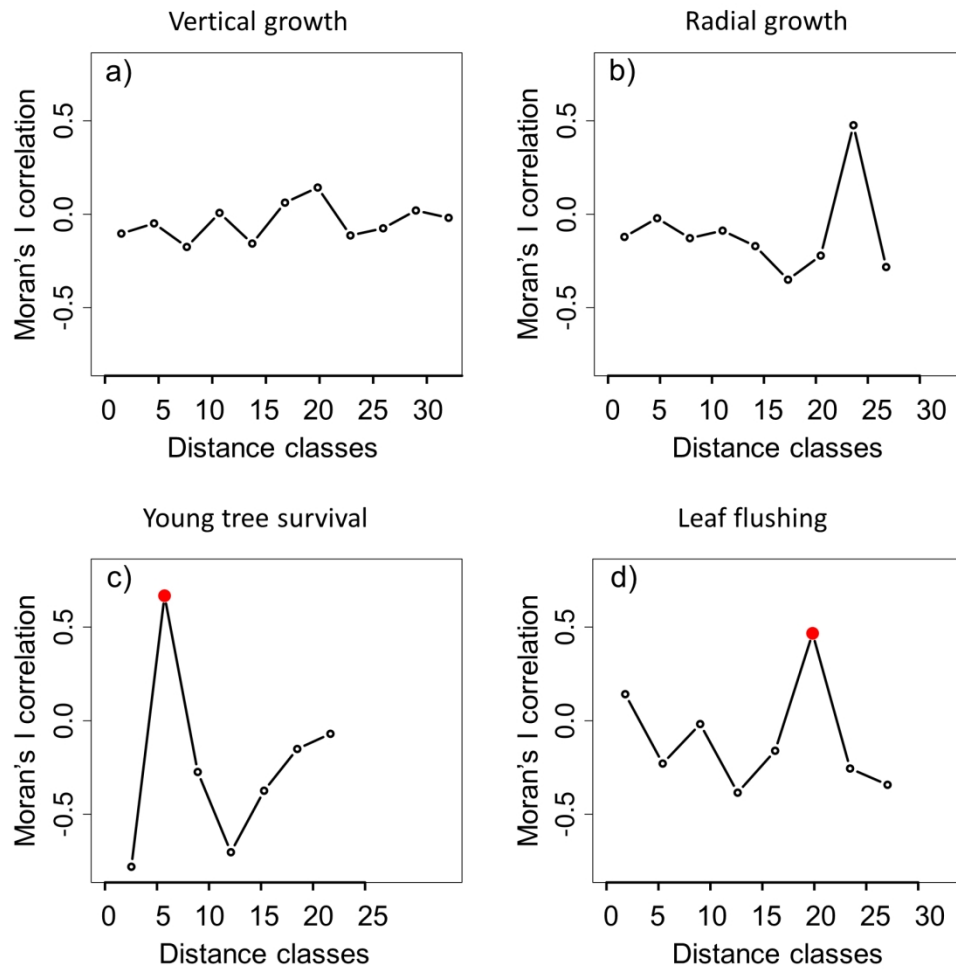 Vertical growth
a)
Moran's I correlation
0.5
0.0
-0.5
0 5 10 15 20 25 30
Distance classes
Radial growth
b)
Moran's I correlation
0.5
0.0
-0.5
0 5 10 15 20 25 30
Distance classes
Young tree survival
c)
Moran's I correlation
0.5
0.0
-0.5
0 5 10 15 20 25
Distance classes
Leaf flushing
d)
Moran's I correlation
0.5
0.0
-0.5
0 5 10 15 20 25 30
Distance classes